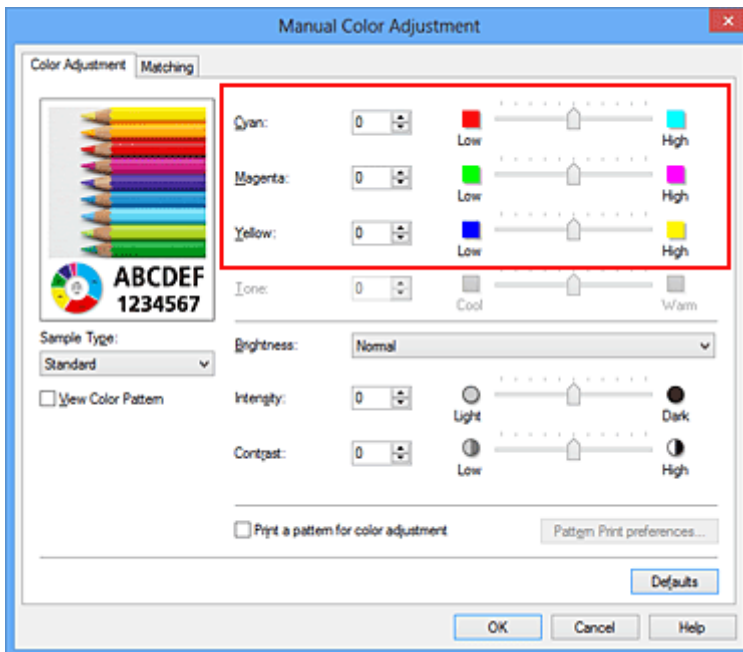 Manual Color Adjustment
Color Adjustment Matching
Cyan: 0 Low High
Magenta: 0 Low High
Yellow: 0 Low High
ABCDEF
1234567
Tone: 0 Cool Warm
Sample Type:
Standard
View Color Pattern
Brightness: Normal
Intensity: 0 Light Dark
Contrast: 0 Low High
Print a pattern for color adjustment Pattern Print preferences...
Defaults
OK Cancel Help